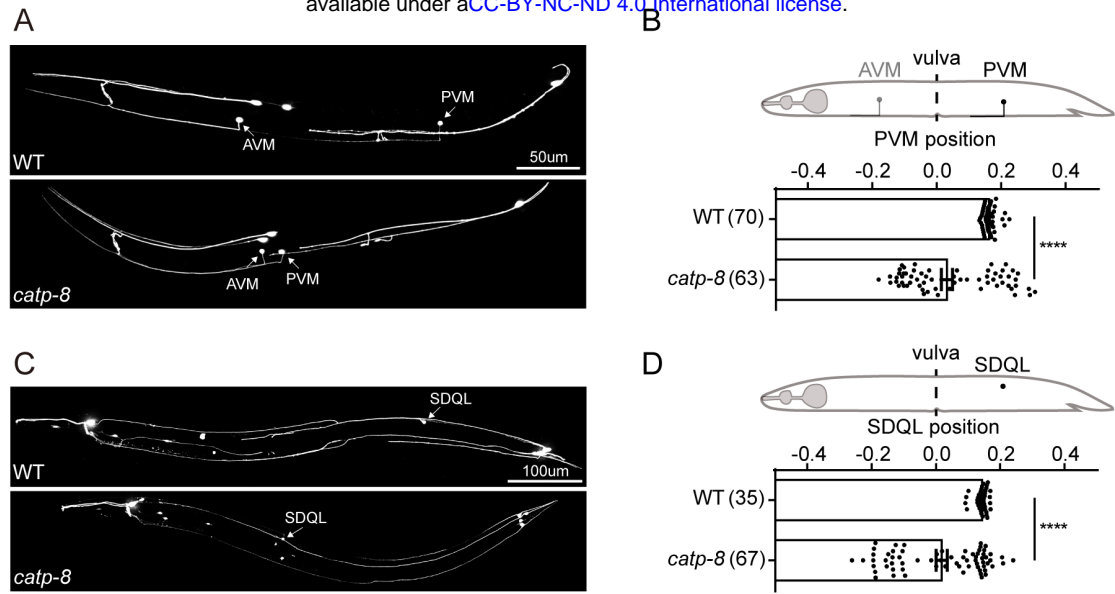 available under aCC-BY-NC-ND 4.0 International license.
A
PVM
AVM
WT
50um
AVM
PVM
catp-8
B
vulva
AVM
PVM
PVM position
-0.4 -0.2 0.0 0.2 0.4
WT (70)
****
catp-8 (63)
C
SDQL
WT
100um
SDQL
catp-8
D
vulva
SDQL
SDQL position
-0.4 -0.2 0.0 0.2 0.4
WT (35)
****
catp-8 (67)